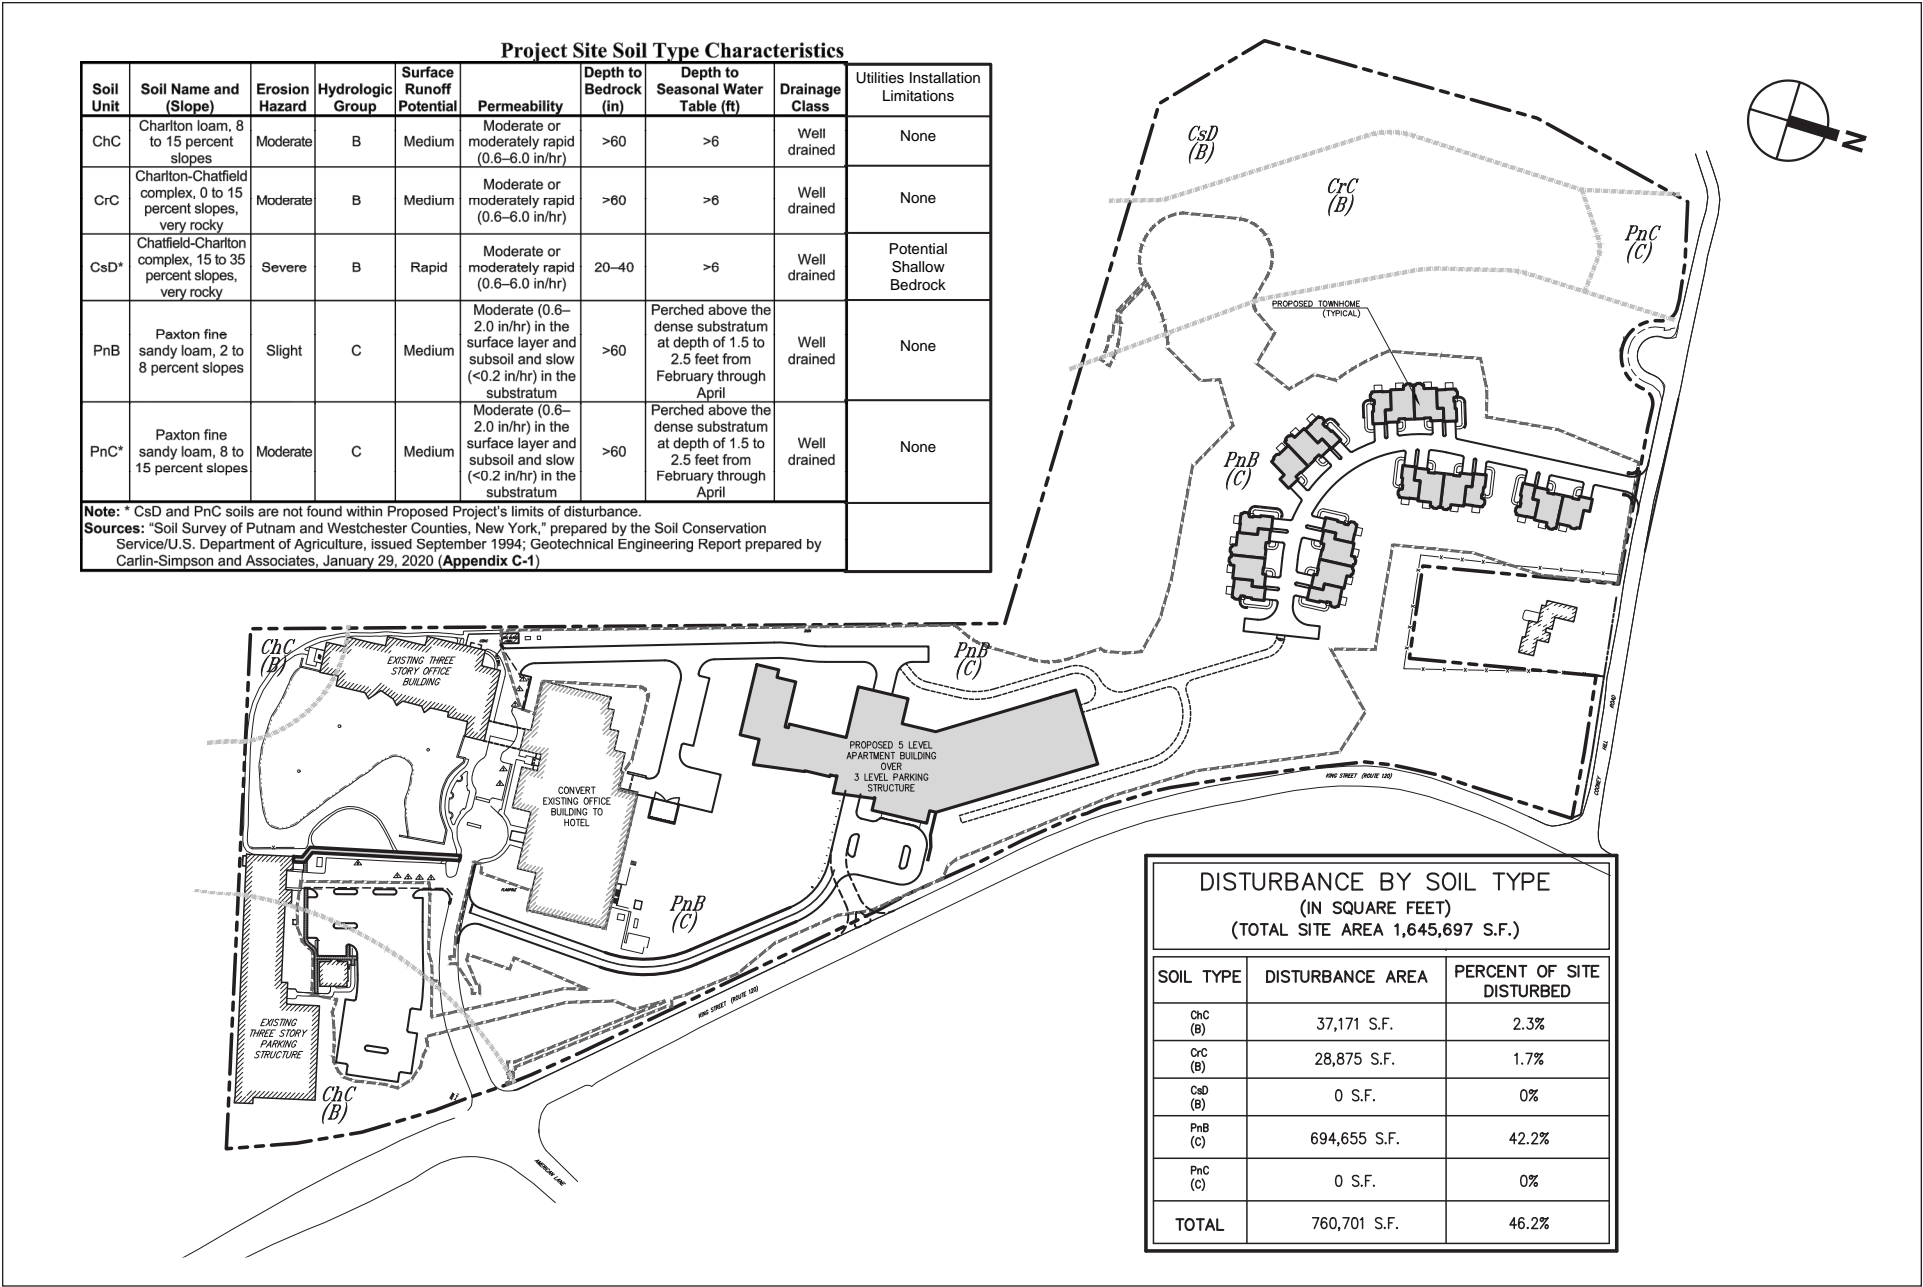 Project Site Soil Type Characteristics
Soil Unit | Soil Name and (Slope) | Erosion Hazard | Hydrologic Group | Surface Runoff Potential | Permeability | Depth to Bedrock (in) | Depth to Seasonal Water Table (ft) | Drainage Class | Utilities Installation Limitations
ChC | Charlton loam, 8 to 15 percent slopes | Moderate | B | Medium | Moderate or moderately rapid (0.6–6.0 in/hr) | >60 | >6 | Well drained | None
CrC | Charlton-Chatfield complex, 0 to 15 percent slopes, very rocky | Moderate | B | Medium | Moderate or moderately rapid (0.6–6.0 in/hr) | >60 | >6 | Well drained | None
CsD* | Chatfield-Charlton complex, 15 to 35 percent slopes, very rocky | Severe | B | Rapid | Moderate or moderately rapid (0.6–6.0 in/hr) | 20–40 | >6 | Well drained | Potential Shallow Bedrock
PnB | Paxton fine sandy loam, 2 to 8 percent slopes | Slight | C | Medium | Moderate (0.6–2.0 in/hr) in the surface layer and subsoil and slow (<0.2 in/hr) in the substratum | >60 | Perched above the dense substratum at depth of 1.5 to 2.5 feet from February through April | Well drained | None
PnC* | Paxton fine sandy loam, 8 to 15 percent slopes | Moderate | C | Medium | Moderate (0.6–2.0 in/hr) in the surface layer and subsoil and slow (<0.2 in/hr) in the substratum | >60 | Perched above the dense substratum at depth of 1.5 to 2.5 feet from February through April | Well drained | None
Note: * CsD and PnC soils are not found within Proposed Project's limits of disturbance.
Sources: “Soil Survey of Putnam and Westchester Counties, New York,” prepared by the Soil Conservation
Service/U.S. Department of Agriculture, issued September 1994; Geotechnical Engineering Report prepared by
Carlin-Simpson and Associates, January 29, 2020 (Appendix C-1)
N
CsD
(B)
CrC
(B)
PnC
(C)
PROPOSED TOWNHOME
(TYPICAL)
PnB
(C)
ChC
(B)
EXISTING THREE
STORY OFFICE
BUILDING
PnB
(C)
PROPOSED 5 LEVEL
APARTMENT BUILDING
OVER
3 LEVEL PARKING
STRUCTURE
CONVERT
EXISTING OFFICE
BUILDING TO
HOTEL
KING STREET (ROUTE 120)
COONEY HILL ROAD
PnB
(C)
FLAGPOLE
KING STREET (ROUTE 120)
EXISTING
THREE STORY
PARKING
STRUCTURE
ChC
(B)
AMERICAN LANE
DISTURBANCE BY SOIL TYPE
(IN SQUARE FEET)
(TOTAL SITE AREA 1,645,697 S.F.)
SOIL TYPE | DISTURBANCE AREA | PERCENT OF SITE DISTURBED
ChC (B) | 37,171 S.F. | 2.3%
CrC (B) | 28,875 S.F. | 1.7%
CsD (B) | 0 S.F. | 0%
PnB (C) | 694,655 S.F. | 42.2%
PnC (C) | 0 S.F. | 0%
TOTAL | 760,701 S.F. | 46.2%